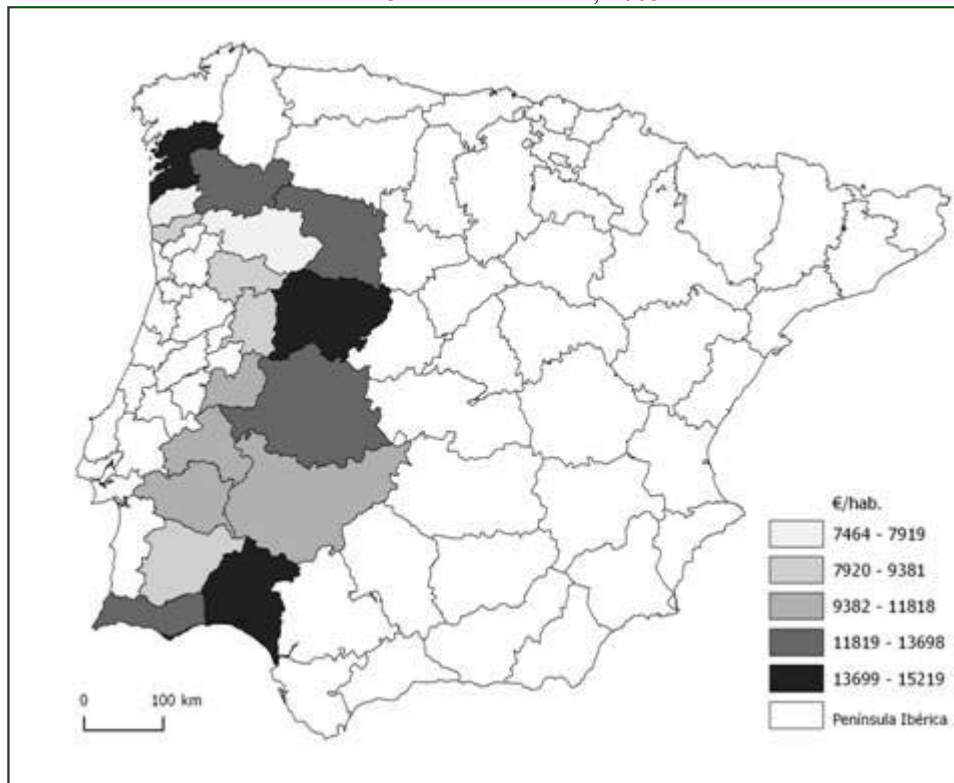 €/hab.
7464 - 7919
7920 - 9381
9382 - 11818
11819 - 13698
13699 - 15219
Península Ibérica
0 100 km